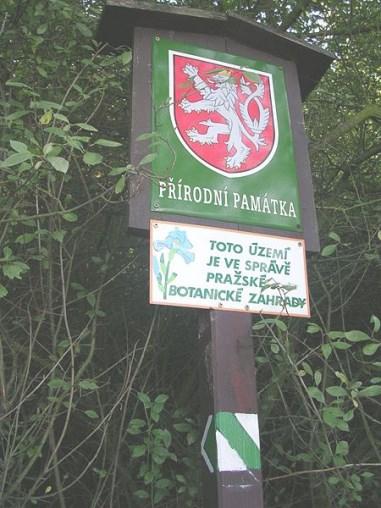 PŘÍRODNÍ PAMÁTKA
TOTO ÚZEMÍ
JE VE SPRÁVĚ
PRAŽSKÉ
BOTANICKÉ ZAHRADY